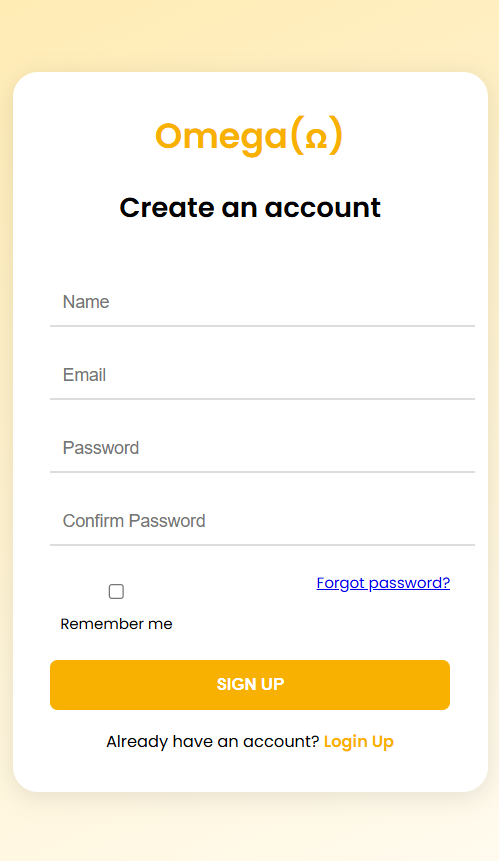 Omega(Ω)
Create an account
Name
Email
Password
Confirm Password
Forgot password?
Remember me
SIGN UP
Already have an account? Login Up